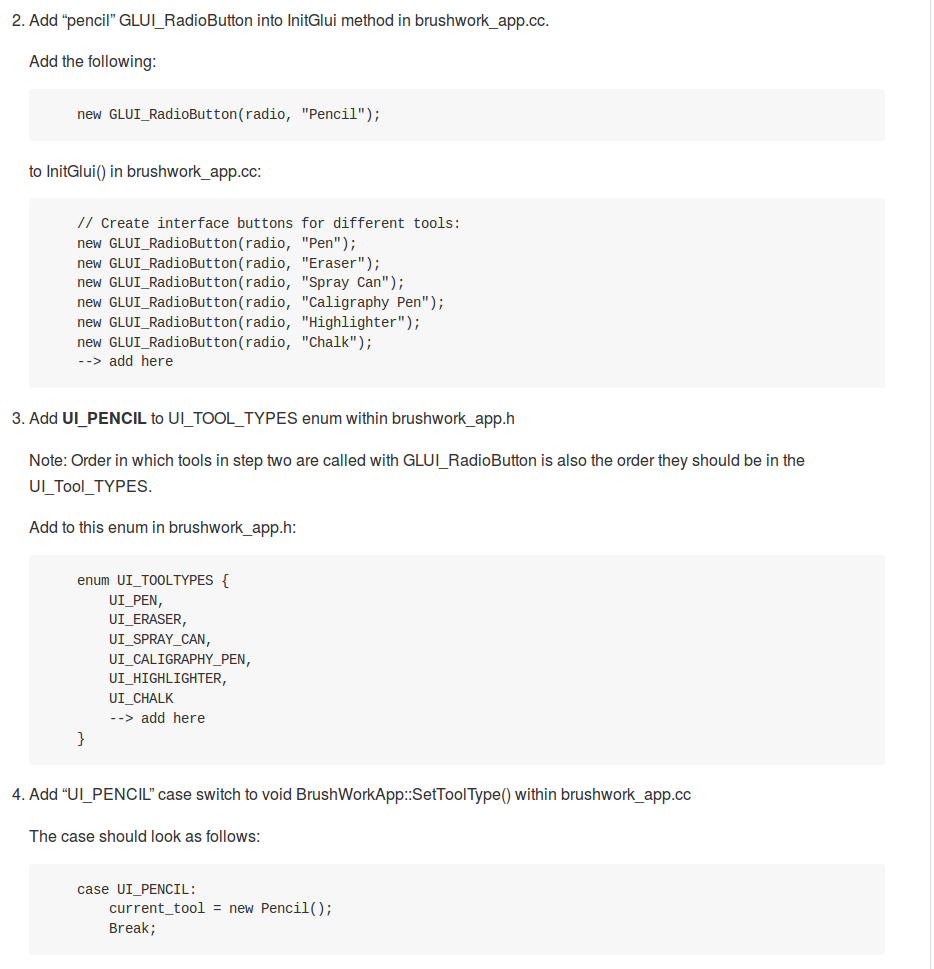 2. Add “pencil” GLUI_RadioButton into InitGlui method in brushwork_app.cc.
Add the following:
new GLUI_RadioButton(radio, "Pencil");
to InitGlui() in brushwork_app.cc:
// Create interface buttons for different tools:
new GLUI_RadioButton(radio, "Pen");
new GLUI_RadioButton(radio, "Eraser");
new GLUI_RadioButton(radio, "Spray Can");
new GLUI_RadioButton(radio, "Caligraphy Pen");
new GLUI_RadioButton(radio, "Highlighter");
new GLUI_RadioButton(radio, "Chalk");
--> add here
3. Add UI_PENCIL to UI_TOOL_TYPES enum within brushwork_app.h
Note: Order in which tools in step two are called with GLUI_RadioButton is also the order they should be in the
UI_Tool_TYPES.
Add to this enum in brushwork_app.h:
enum UI_TOOLTYPES {
UI_PEN,
UI_ERASER,
UI_SPRAY_CAN,
UI_CALIGRAPHY_PEN,
UI_HIGHLIGHTER,
UI_CHALK
--> add here
}
4. Add “UI_PENCIL” case switch to void BrushWorkApp::SetToolType() within brushwork_app.cc
The case should look as follows:
case UI_PENCIL:
current_tool = new Pencil();
Break;